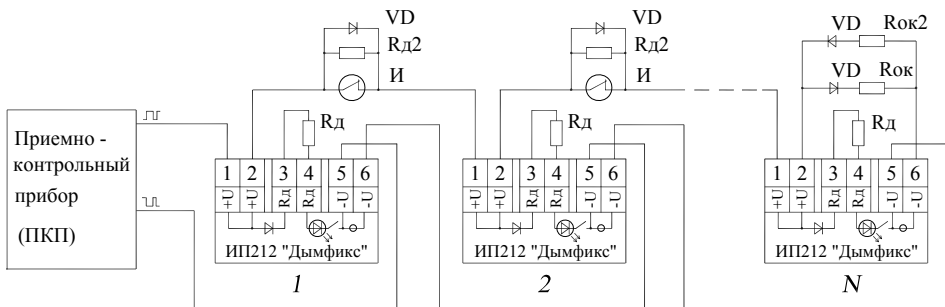 VD
Rд2
И
VD
Rд2
И
VD Rок2
VD Rок
Приемно -
контрольный
прибор
(ПКП)
Rд
1 2 3 4 5 6
+U +U Rд Rд -U -U
ИП212 "Дымфикс"
1
Rд
1 2 3 4 5 6
+U +U Rд Rд -U -U
ИП212 "Дымфикс"
2
Rд
1 2 3 4 5 6
+U +U Rд Rд -U -U
ИП212 "Дымфикс"
N